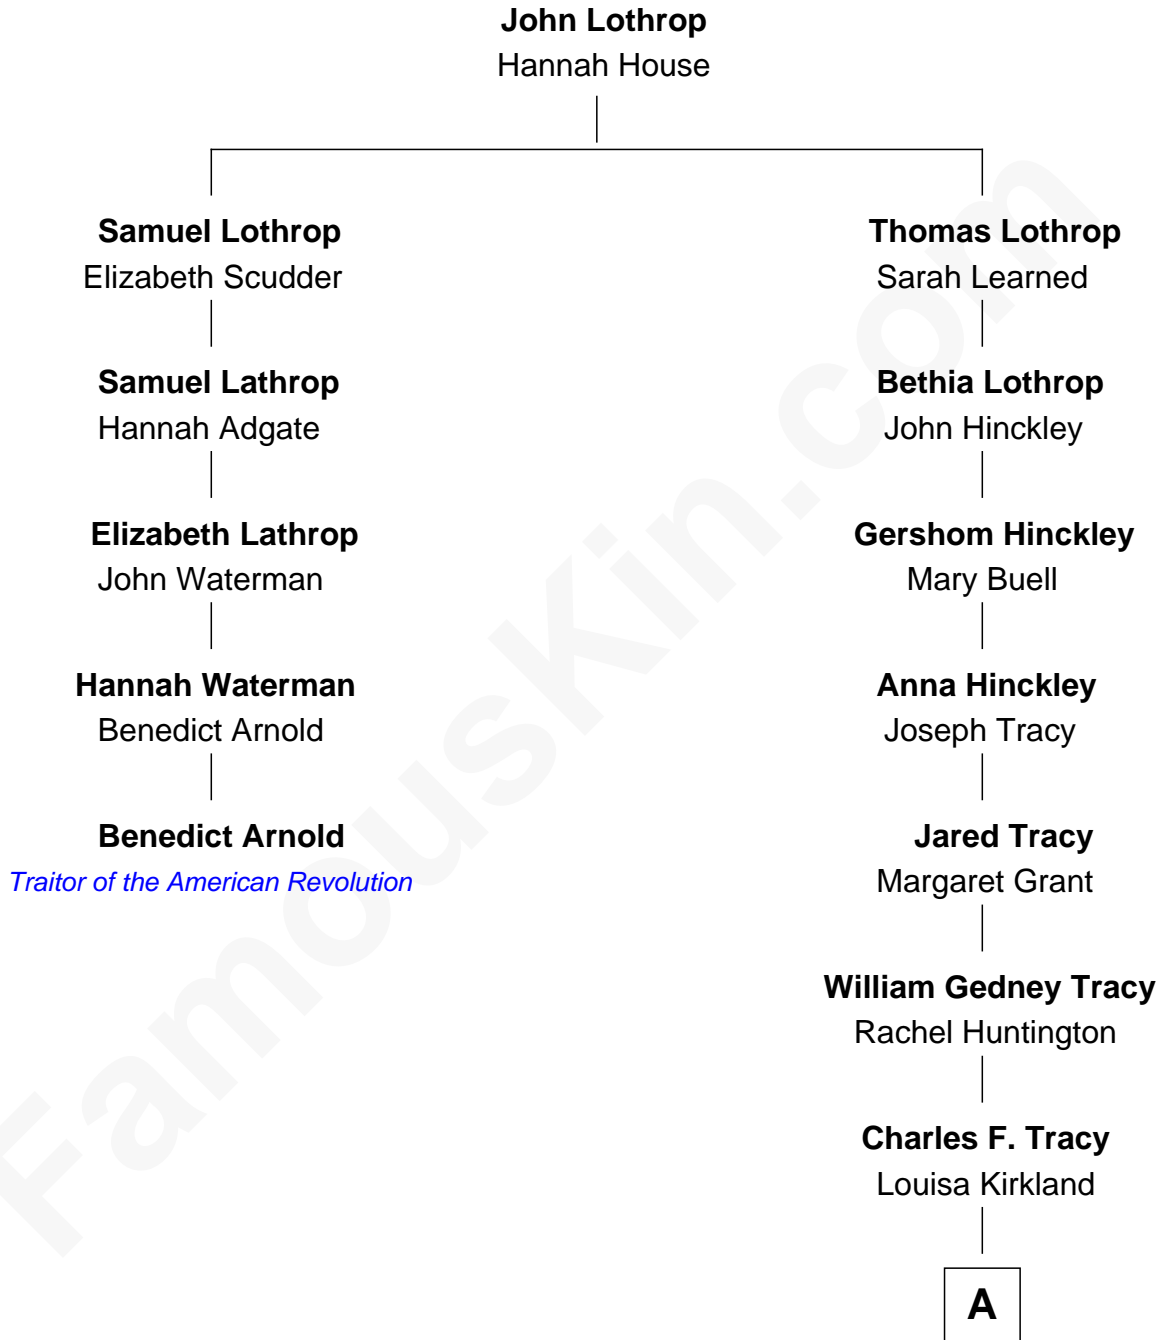 John Lothrop
Hannah House
Samuel Lothrop
Elizabeth Scudder
Thomas Lothrop
Sarah Learned
Samuel Lathrop
Hannah Adgate
Bethia Lothrop
John Hinckley
Elizabeth Lathrop
John Waterman
Gershom Hinckley
Mary Buell
Hannah Waterman
Benedict Arnold
Anna Hinckley
Joseph Tracy
Benedict Arnold
Traitor of the American Revolution
Jared Tracy
Margaret Grant
William Gedney Tracy
Rachel Huntington
Charles F. Tracy
Louisa Kirkland
A
FamousKin.com